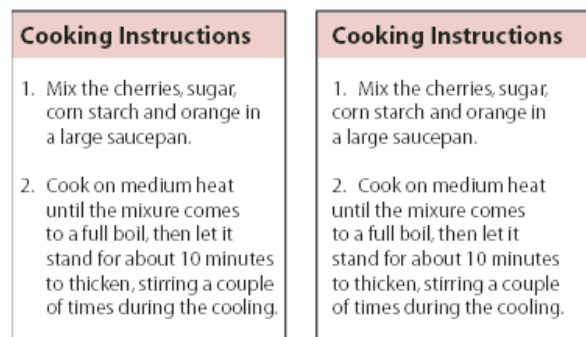 Cooking Instructions
1. Mix the cherries, sugar,
corn starch and orange in
a large saucepan.
2. Cook on medium heat
until the mixure comes
to a full boil, then let it
stand for about 10 minutes
to thicken, stirring a couple
of times during the cooling.
Cooking Instructions
1. Mix the cherries, sugar,
corn starch and orange in
a large saucepan.
2. Cook on medium heat
until the mixure comes
to a full boil, then let it
stand for about 10 minutes
to thicken, stirring a couple
of times during the cooling.